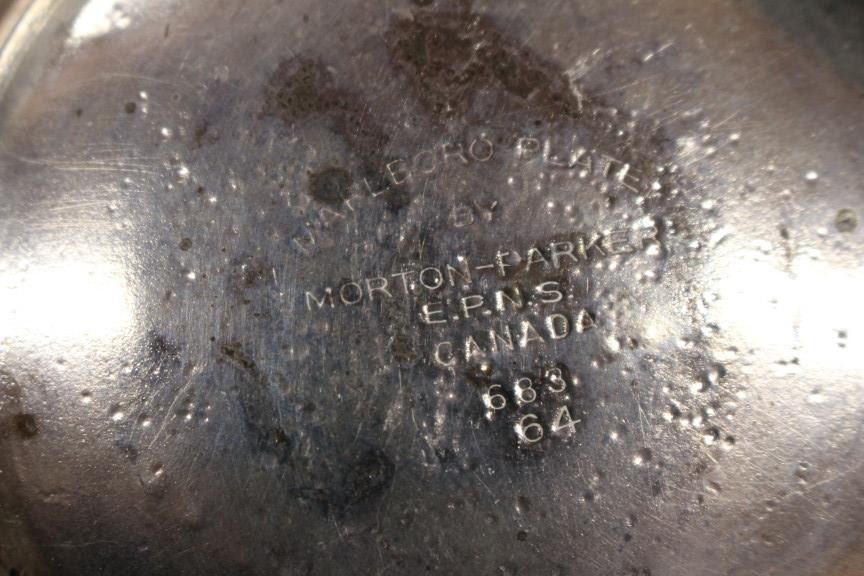 MARLBORO PLATE
BY
MORTON-PARKER
E.P.N.S.
CANADA
683
64